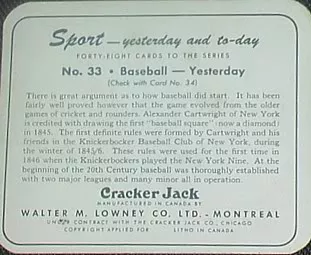 Sport — yesterday and to-day
FORTY-EIGHT CARDS TO THE SERIES
No. 33 • Baseball — Yesterday
(Check with Card No. 34)
There is great argument as to how baseball did start. It has been
fairly well proved however that the game evolved from the older
games of cricket and rounders. Alexander Cartwright of New York
is credited with drawing the first "baseball square" (now a diamond)
in 1845. The first definite rules were formed by Cartwright and his
friends in the Knickerbocker Baseball Club of New York, during
the winter of 1845/6. These rules were used for the first time in
1846 when the Knickerbockers played the New York Nine. At the
beginning of the 20th Century baseball was thoroughly established
with two major leagues and many minor all in operation.
Cracker Jack
MANUFACTURED IN CANADA BY
WALTER M. LOWNEY CO. LTD. - MONTREAL
UNDER CONTRACT WITH THE CRACKER JACK CO., CHICAGO
COPYRIGHT APPLIED FOR LITHO IN CANADA